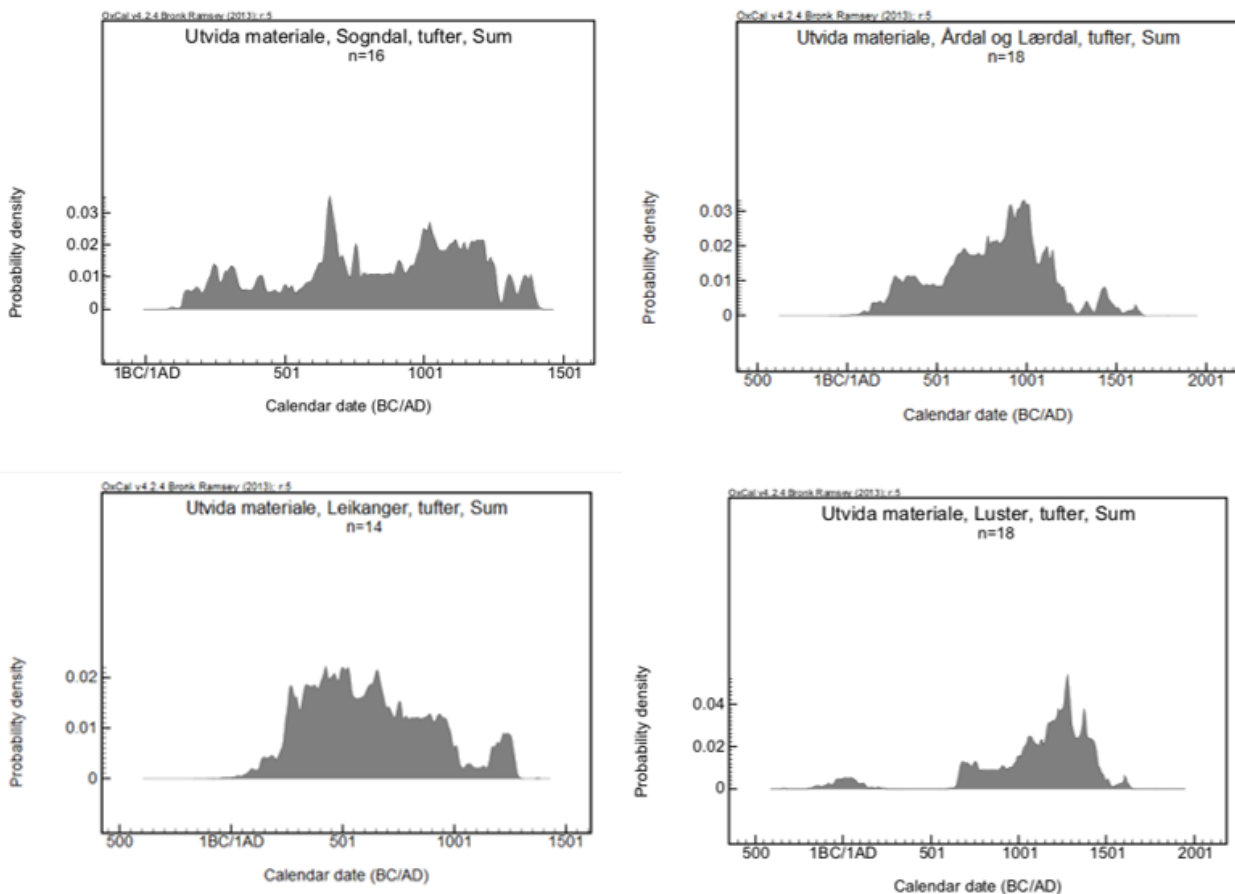 OxCal v4.2.4 Bronk Ramsey (2013); r:5
Utvida materiale, Sogndal, tufter, Sum
n=16
Probability density
0.03
0.02
0.01
0
1BC/1AD 501 1001 1501
Calendar date (BC/AD)
OxCal v4.2.4 Bronk Ramsey (2013); r:5
Utvida materiale, Årdal og Lærdal, tufter, Sum
n=18
Probability density
0.03
0.02
0.01
0
500 1BC/1AD 501 1001 1501 2001
Calendar date (BC/AD)
OxCal v4.2.4 Bronk Ramsey (2013); r:5
Utvida materiale, Leikanger, tufter, Sum
n=14
Probability density
0.02
0.01
0
500 1BC/1AD 501 1001 1501
Calendar date (BC/AD)
OxCal v4.2.4 Bronk Ramsey (2013); r:5
Utvida materiale, Luster, tufter, Sum
n=18
Probability density
0.04
0.02
0
500 1BC/1AD 501 1001 1501 2001
Calendar date (BC/AD)